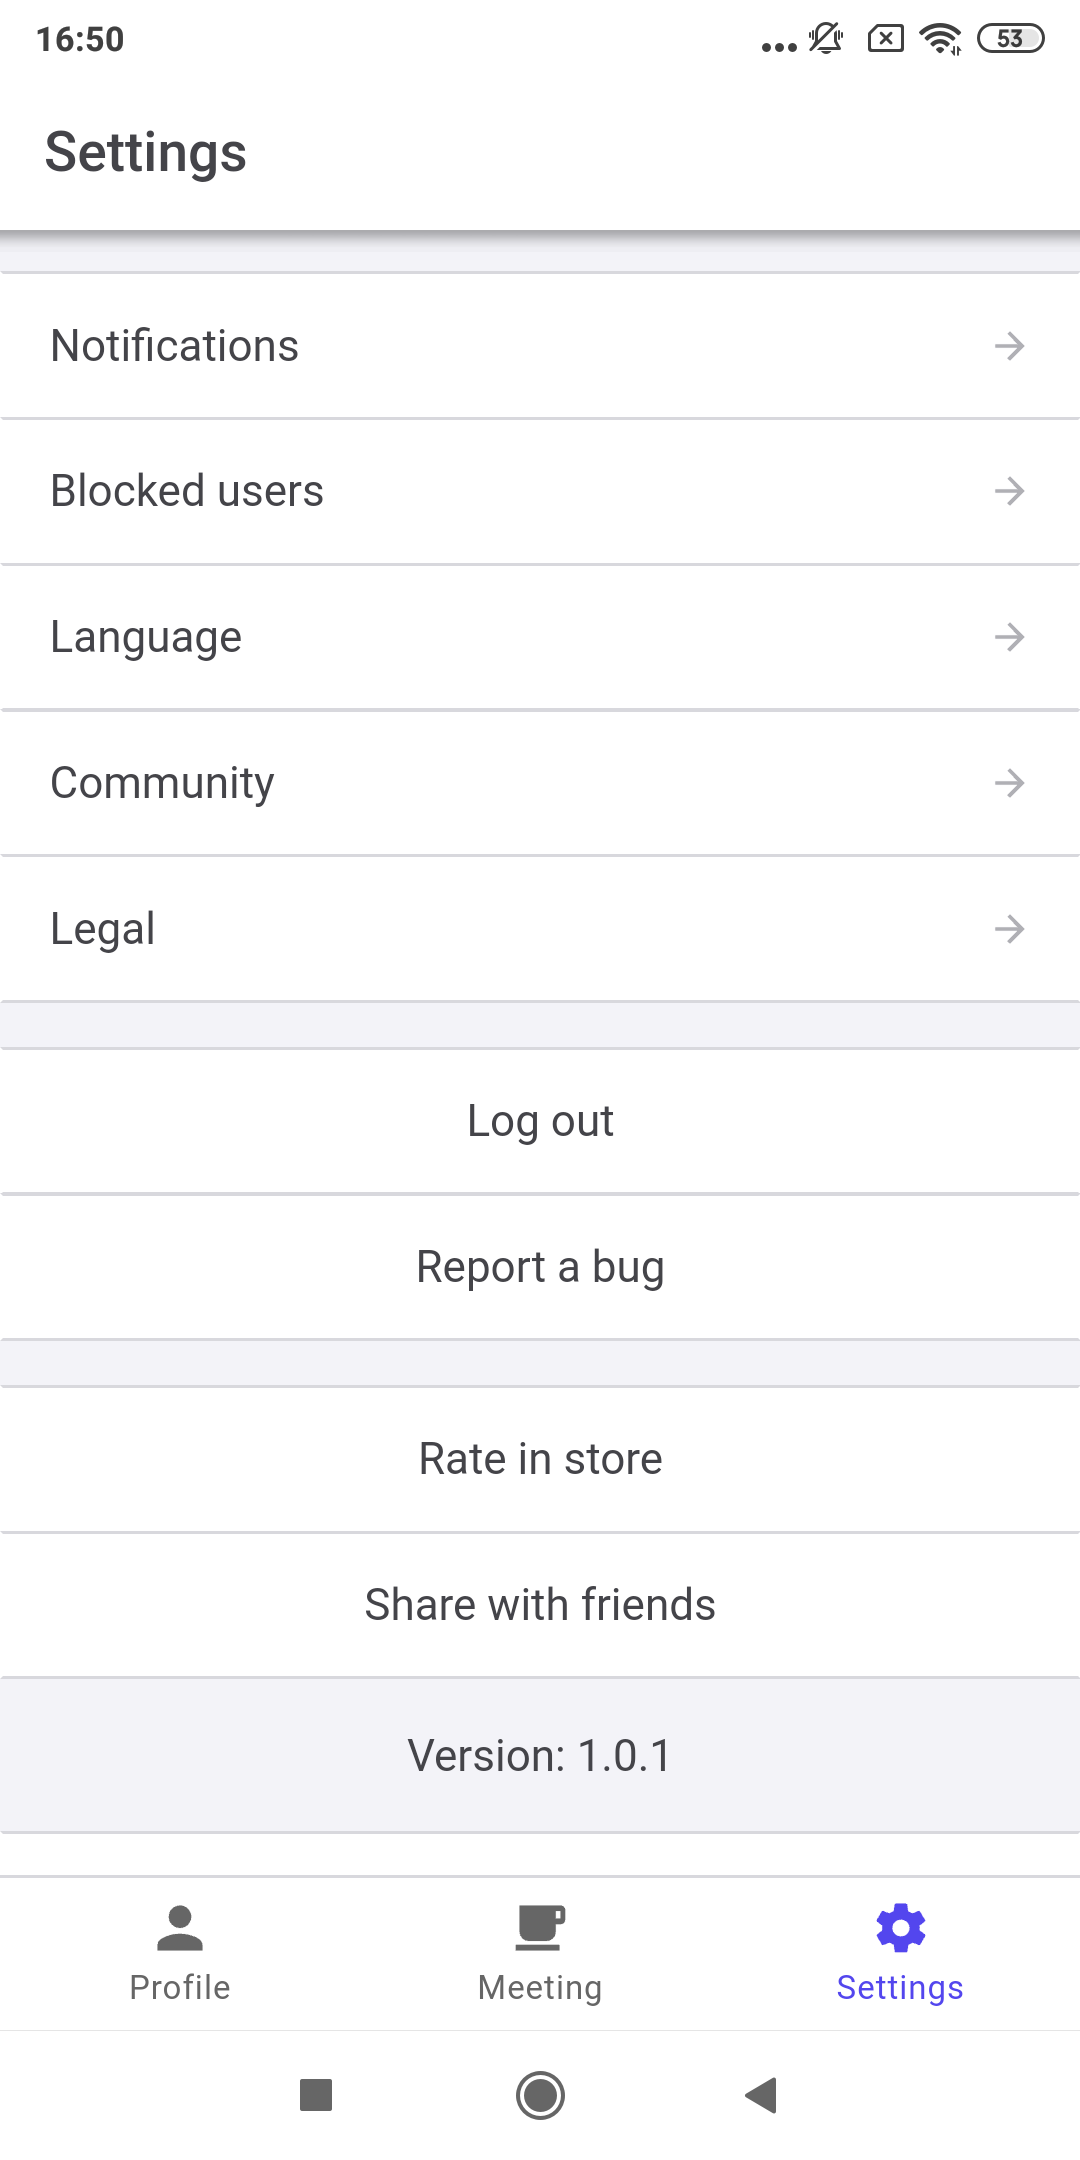 16:50
53
Settings
Notifications
Blocked users
Language
Community
Legal
Log out
Report a bug
Rate in store
Share with friends
Version: 1.0.1
Profile
Meeting
Settings